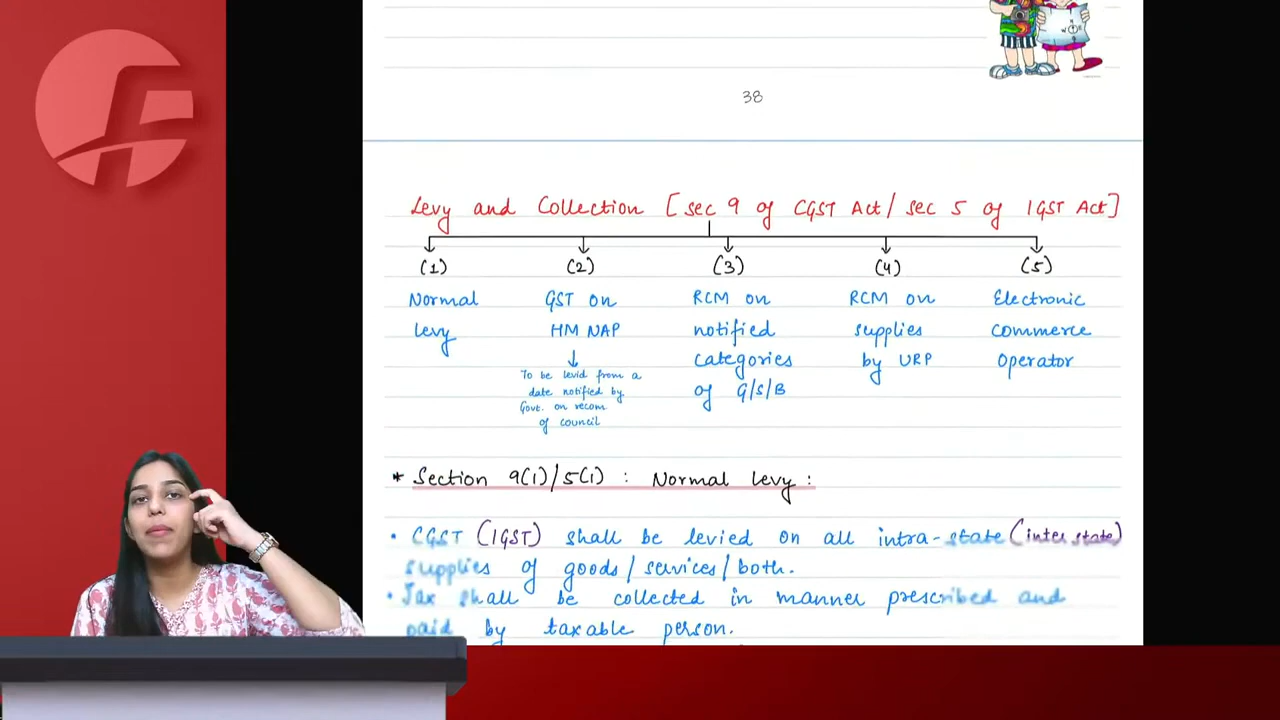 38
Levy and Collection [sec 9 of CGST Act/ sec 5 of IGST Act]
(1) (2) (3) (4) (5)
Normal levy
GST on HM NAP
To be levid from a
date notified by
Govt. on recom
of council
RCM on
notified
categories
of G/S/B
RCM on
supplies
by URP
Electronic
commerce
operator
* Section 9(1)/5(1) : Normal levy :
• CGST (IGST) shall be levied on all intra-state (inter state)
supplies of goods/services/both.
• Tax shall be collected in manner prescribed and
paid by taxable person.